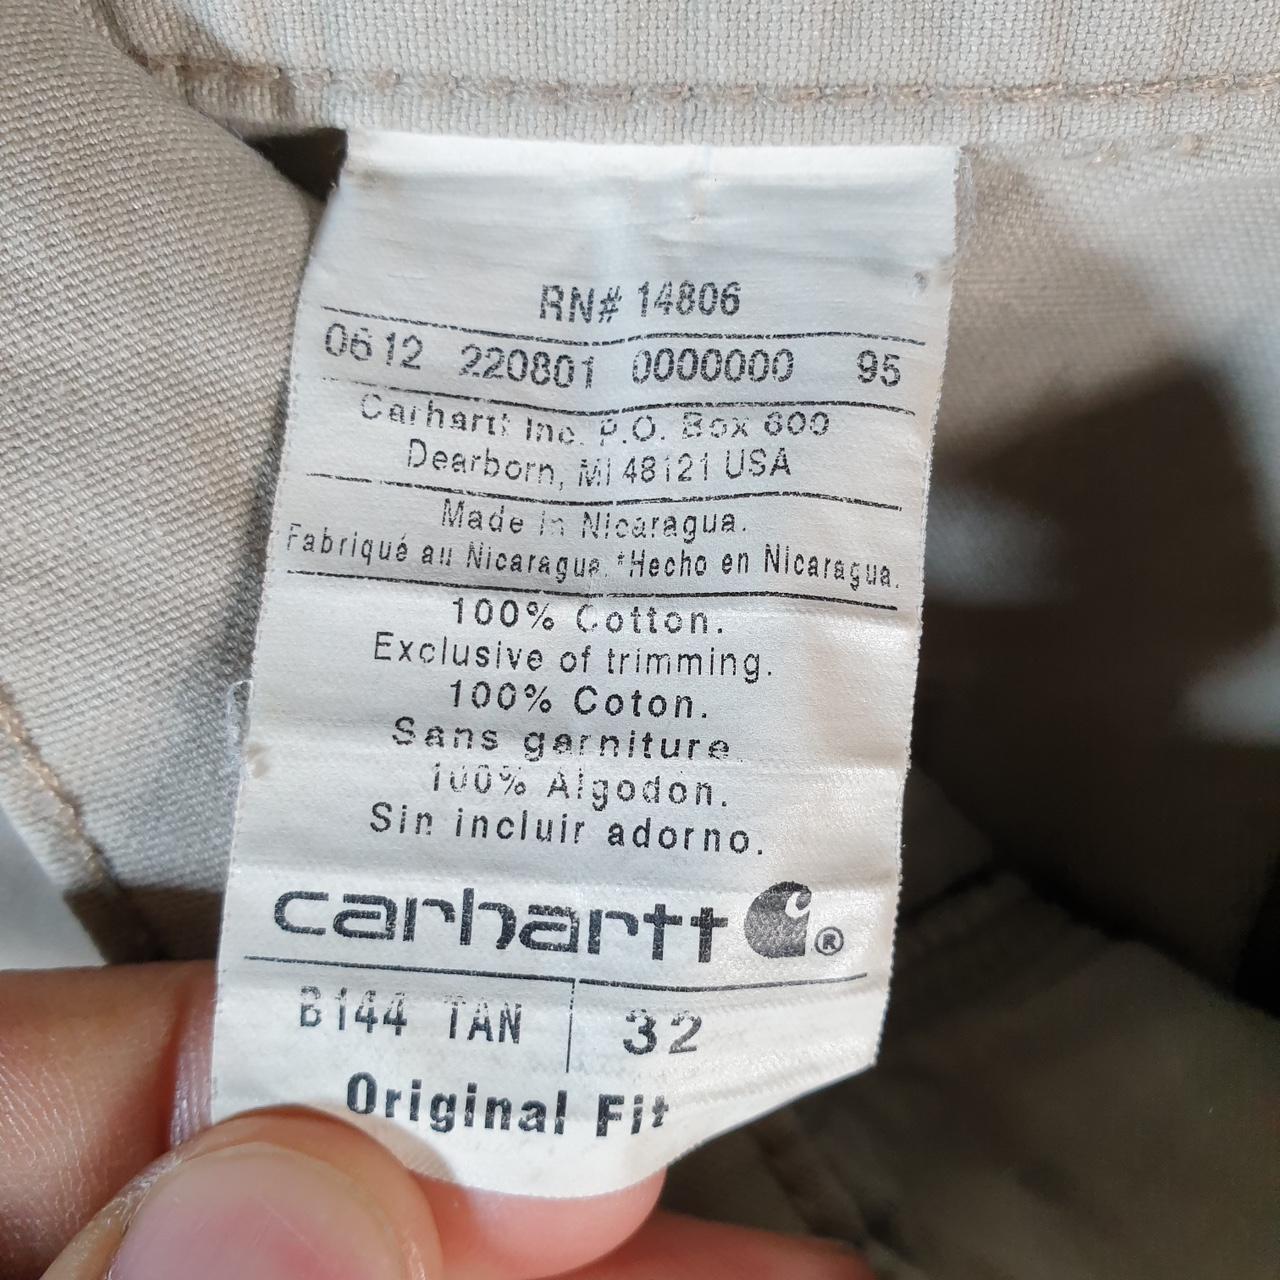 RN# 14806
0612 220801 0000000 95
Carhartt Inc. P.O. Box 600
Dearborn, MI 48121 USA
Made in Nicaragua.
Fabriqué au Nicaragua. *Hecho en Nicaragua.
100% Cotton.
Exclusive of trimming.
100% Coton.
Sans garniture.
100% Algodón.
Sin incluir adorno.
carhartt ®
B144 TAN 32
Original Fit